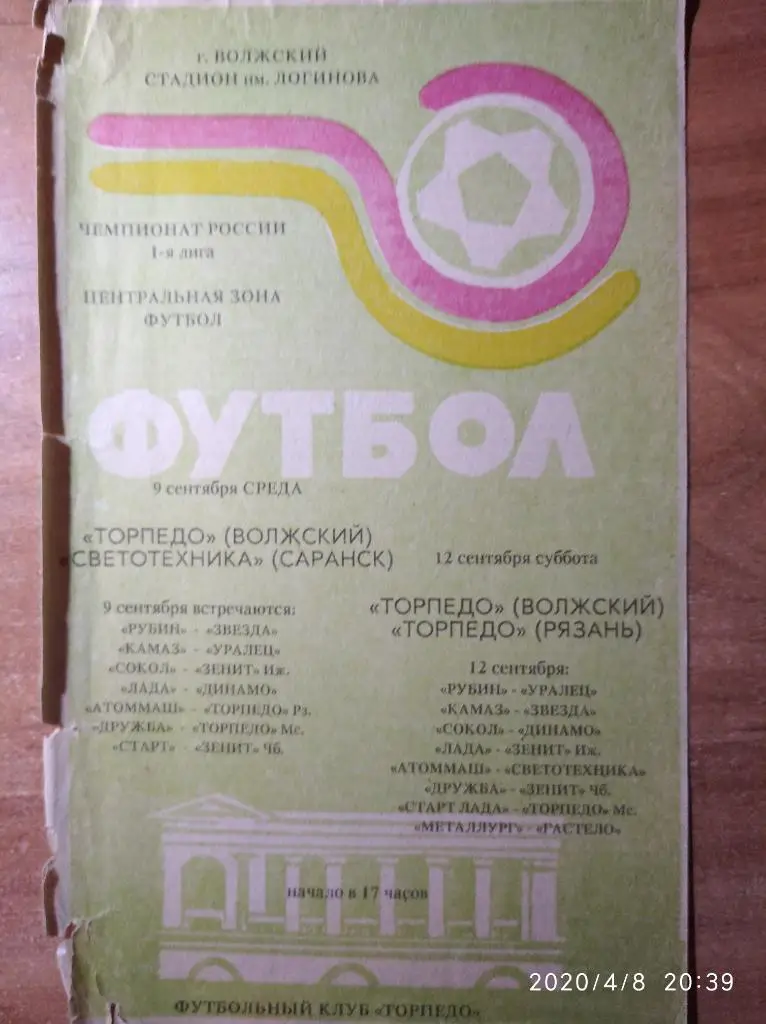 г. ВОЛЖСКИЙ
СТАДИОН им. ЛОГИНОВА
ЧЕМПИОНАТ РОССИИ
1-я лига
ЦЕНТРАЛЬНАЯ ЗОНА
ФУТБОЛ
ФУТБОЛ
9 сентября СРЕДА
«ТОРПЕДО» (ВОЛЖСКИЙ)
«СВЕТОТЕХНИКА» (САРАНСК)
9 сентября встречаются:
«РУБИН» - «ЗВЕЗДА»
«КАМАЗ» - «УРАЛЕЦ»
«СОКОЛ» - «ЗЕНИТ» Иж.
«ЛАДА» - «ДИНАМО»
«АТОММАШ» - «ТОРПЕДО» Рз.
«ДРУЖБА» - «ТОРПЕДО» Мс.
«СТАРТ» - «ЗЕНИТ» Чб.
12 сентября суббота
«ТОРПЕДО» (ВОЛЖСКИЙ)
«ТОРПЕДО» (РЯЗАНЬ)
12 сентября:
«РУБИН» - «УРАЛЕЦ»
«КАМАЗ» - «ЗВЕЗДА»
«СОКОЛ» - «ДИНАМО»
«ЛАДА» - «ЗЕНИТ» Иж.
«АТОММАШ» - «СВЕТОТЕХНИКА»
«ДРУЖБА» - «ЗЕНИТ» Чб.
«СТАРТ ЛАДА» - «ТОРПЕДО» Мс.
«МЕТАЛЛУРГ» - «ГАСТЕЛО»
начало в 17 часов
ФУТБОЛЬНЫЙ КЛУБ «ТОРПЕДО»
2020/4/8 20:39